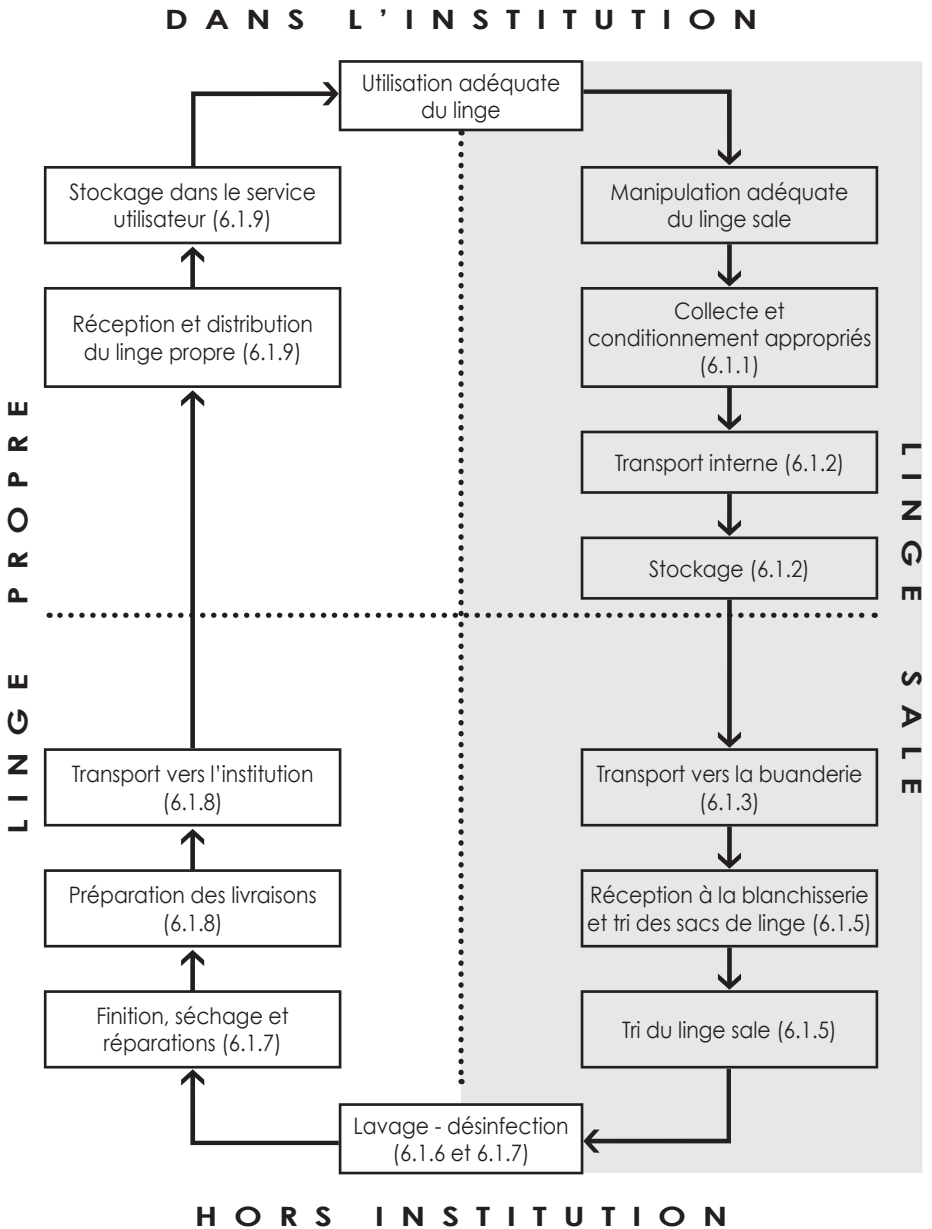 DANS L'INSTITUTION
Utilisation adéquate
du linge
Manipulation adéquate
du linge sale
Collecte et
conditionnement appropriés
(6.1.1)
Transport interne (6.1.2)
Stockage (6.1.2)
LINGE SALE
Transport vers la buanderie
(6.1.3)
Réception à la blanchisserie
et tri des sacs de linge (6.1.5)
Tri du linge sale (6.1.5)
Lavage - désinfection
(6.1.6 et 6.1.7)
Finition, séchage et
réparations (6.1.7)
Préparation des livraisons
(6.1.8)
Transport vers l'institution
(6.1.8)
LINGE PROPRE
Réception et distribution
du linge propre (6.1.9)
Stockage dans le service
utilisateur (6.1.9)
HORS INSTITUTION